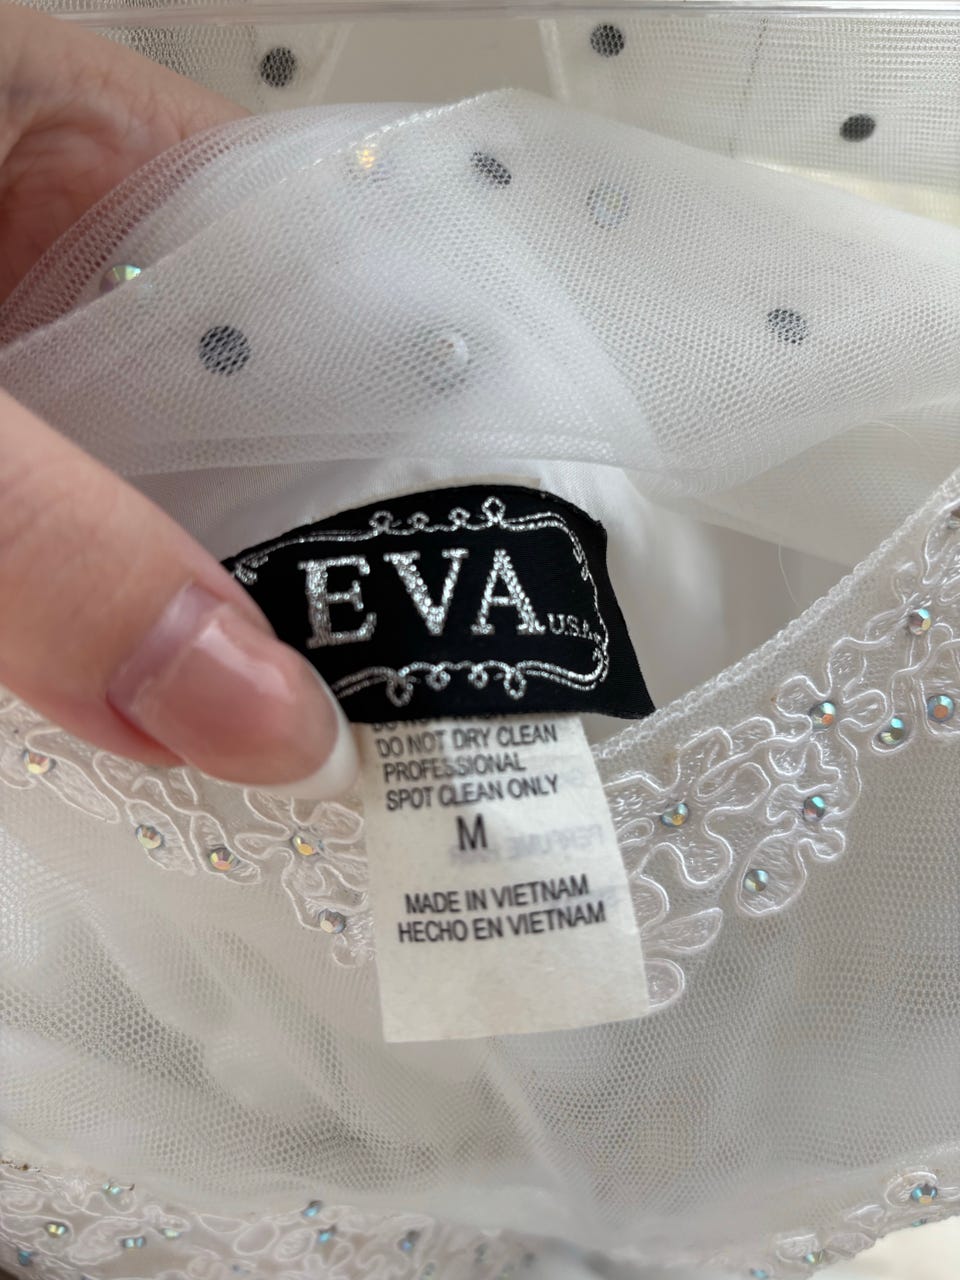 EVA U.S.A.
DO NOT DRY CLEAN
PROFESSIONAL
SPOT CLEAN ONLY
M
MADE IN VIETNAM
HECHO EN VIETNAM